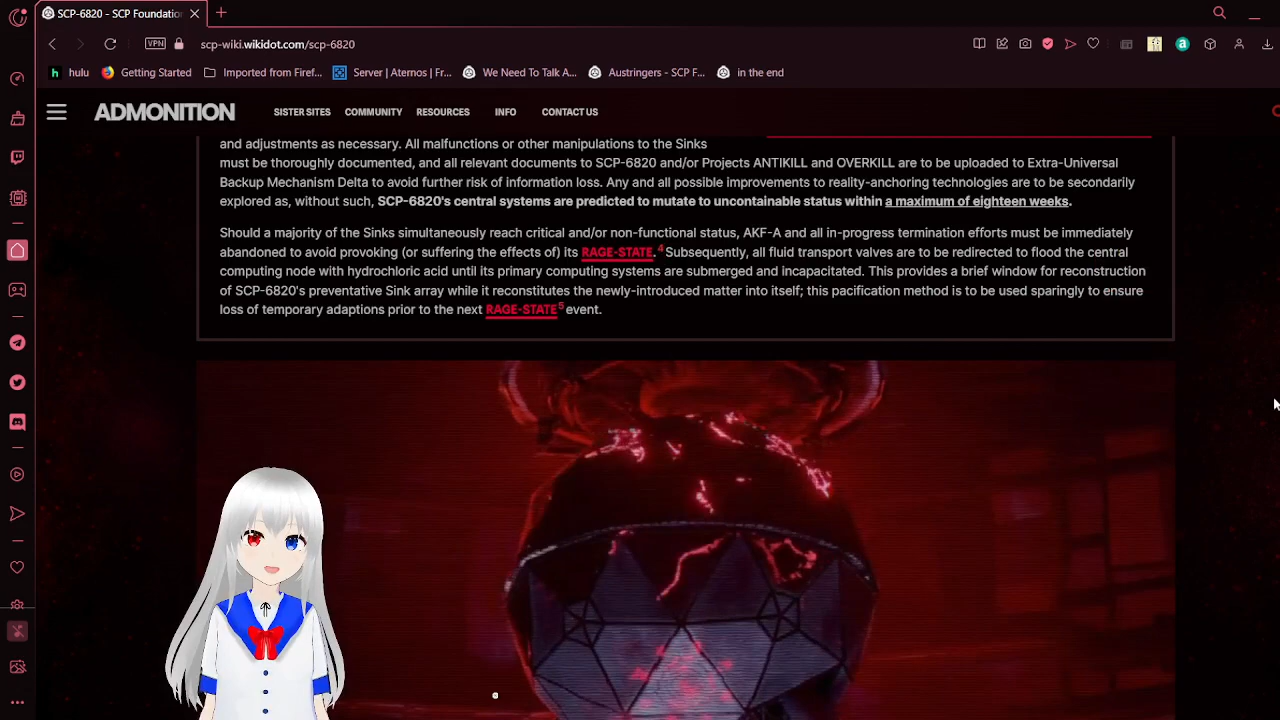 SCP-6820 - SCP Foundatio
scp-wiki.wikidot.com/scp-6820
VPN
h hulu Getting Started Imported from Firef... Server | Aternos | Fr... We Need To Talk A... Austringers - SCP F... in the end
ADMONITION SISTER SITES COMMUNITY RESOURCES INFO CONTACT US
and adjustments as necessary. All malfunctions or other manipulations to the Sinks
must be thoroughly documented, and all relevant documents to SCP-6820 and/or Projects ANTIKILL and OVERKILL are to be uploaded to Extra-Universal
Backup Mechanism Delta to avoid further risk of information loss. Any and all possible improvements to reality-anchoring technologies are to be secondarily
explored as, without such, SCP-6820's central systems are predicted to mutate to uncontainable status within a maximum of eighteen weeks.
Should a majority of the Sinks simultaneously reach critical and/or non-functional status, AKF-A and all in-progress termination efforts must be immediately
abandoned to avoid provoking (or suffering the effects of) its RAGE-STATE.4 Subsequently, all fluid transport valves are to be redirected to flood the central
computing node with hydrochloric acid until its primary computing systems are submerged and incapacitated. This provides a brief window for reconstruction
of SCP-6820's preventative Sink array while it reconstitutes the newly-introduced matter into itself; this pacification method is to be used sparingly to ensure
loss of temporary adaptions prior to the next RAGE-STATE5 event.